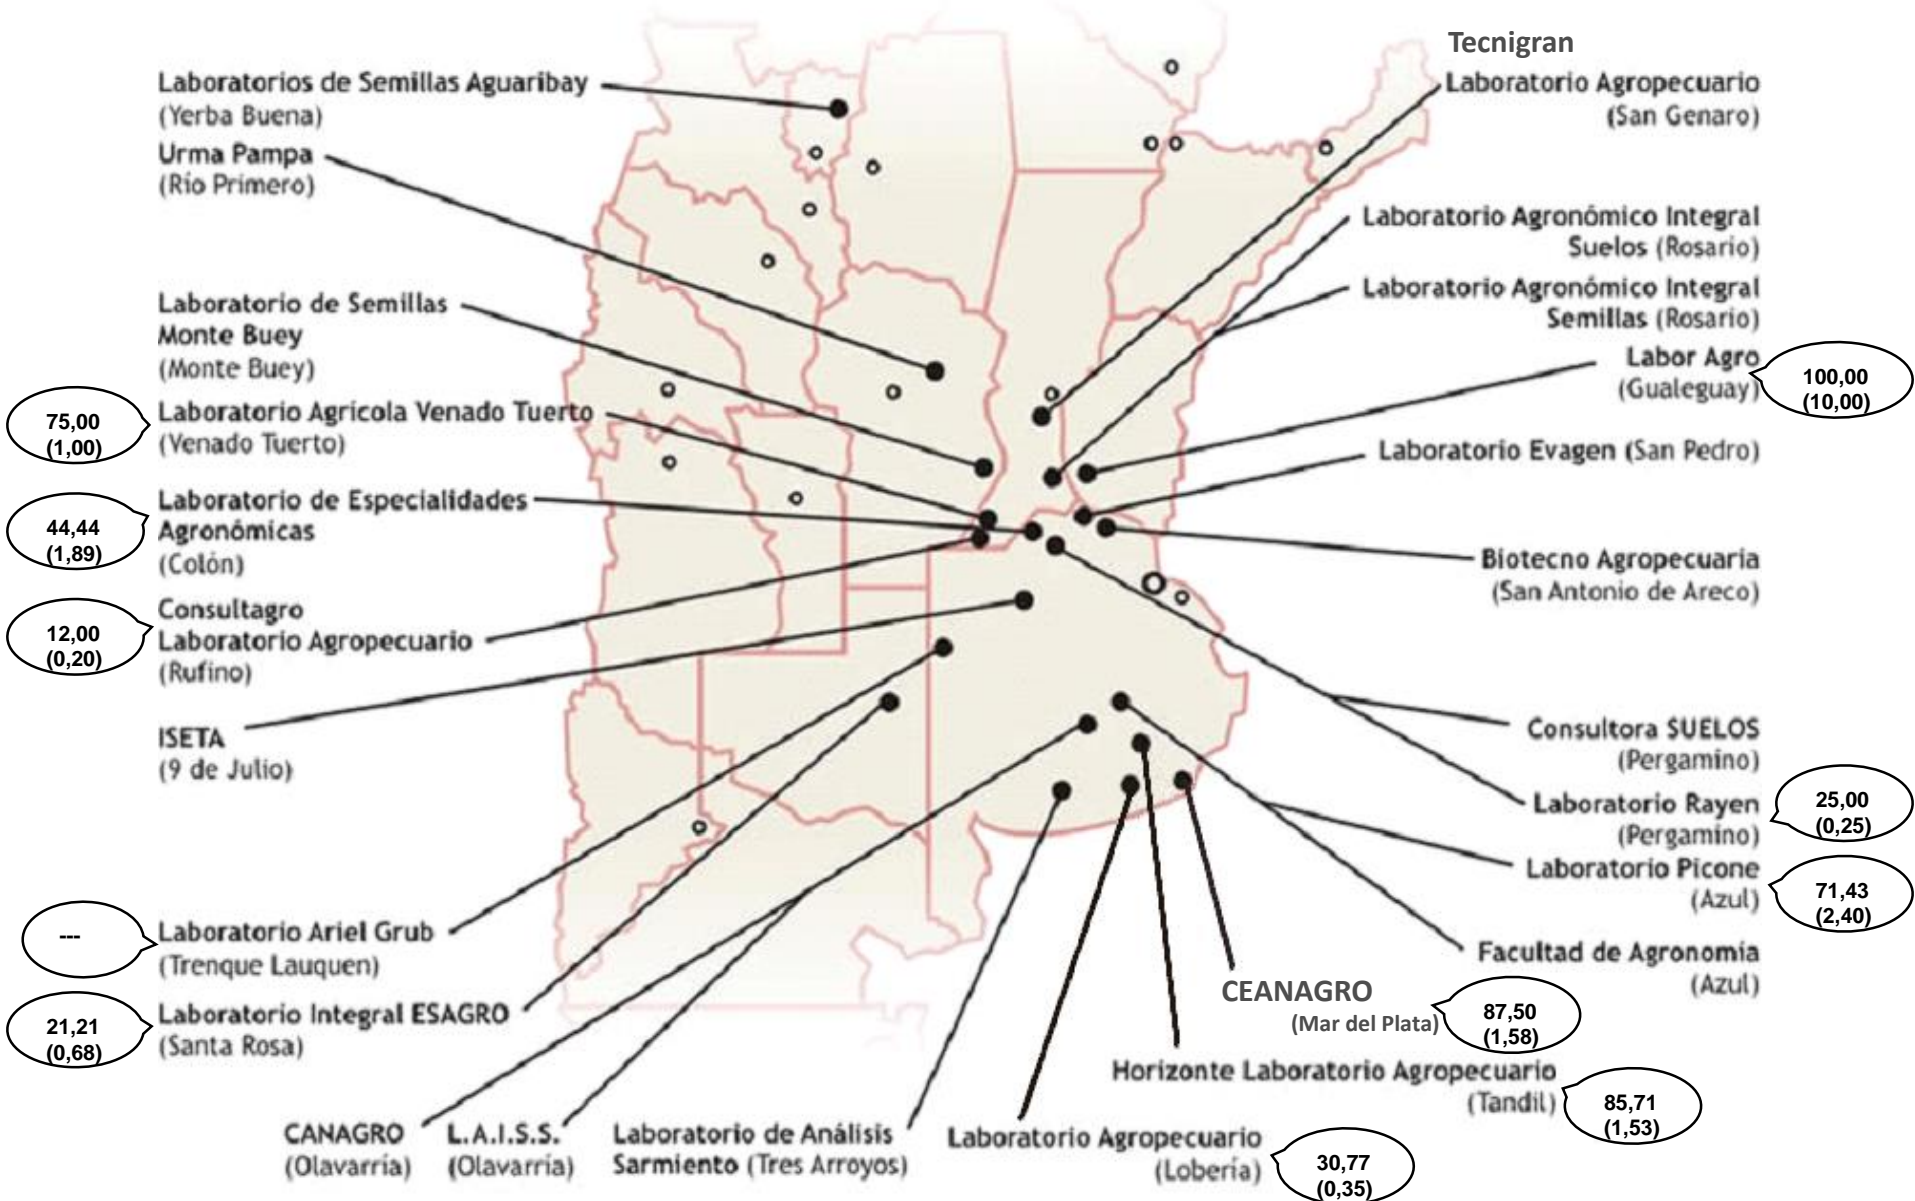 Laboratorios de Semillas Aguaribay
(Yerba Buena)
Urma Pampa
(Río Primero)
Laboratorio de Semillas
Monte Buey
(Monte Buey)
75,00
(1,00)
Laboratorio Agrícola Venado Tuerto
(Venado Tuerto)
44,44
(1,89)
Laboratorio de Especialidades
Agronómicas
(Colón)
12,00
(0,20)
Consultagro
Laboratorio Agropecuario
(Rufino)
ISETA
(9 de Julio)
---
Laboratorio Ariel Grub
(Trenque Lauquen)
21,21
(0,68)
Laboratorio Integral ESAGRO
(Santa Rosa)
CANAGRO
(Olavarría)
L.A.I.S.S.
(Olavarría)
Laboratorio de Análisis
Sarmiento (Tres Arroyos)
Laboratorio Agropecuario
(Lobería)
30,77
(0,35)
Horizonte Laboratorio Agropecuario
(Tandil)
85,71
(1,53)
CEANAGRO
(Mar del Plata)
87,50
(1,58)
Tecnigran
Laboratorio Agropecuario
(San Genaro)
Laboratorio Agronómico Integral
Suelos (Rosario)
Laboratorio Agronómico Integral
Semillas (Rosario)
Labor Agro
(Gualeguay)
100,00
(10,00)
Laboratorio Evagen (San Pedro)
Biotecno Agropecuaria
(San Antonio de Areco)
Consultora SUELOS
(Pergamino)
Laboratorio Rayen
(Pergamino)
25,00
(0,25)
Laboratorio Picone
(Azul)
71,43
(2,40)
Facultad de Agronomía
(Azul)